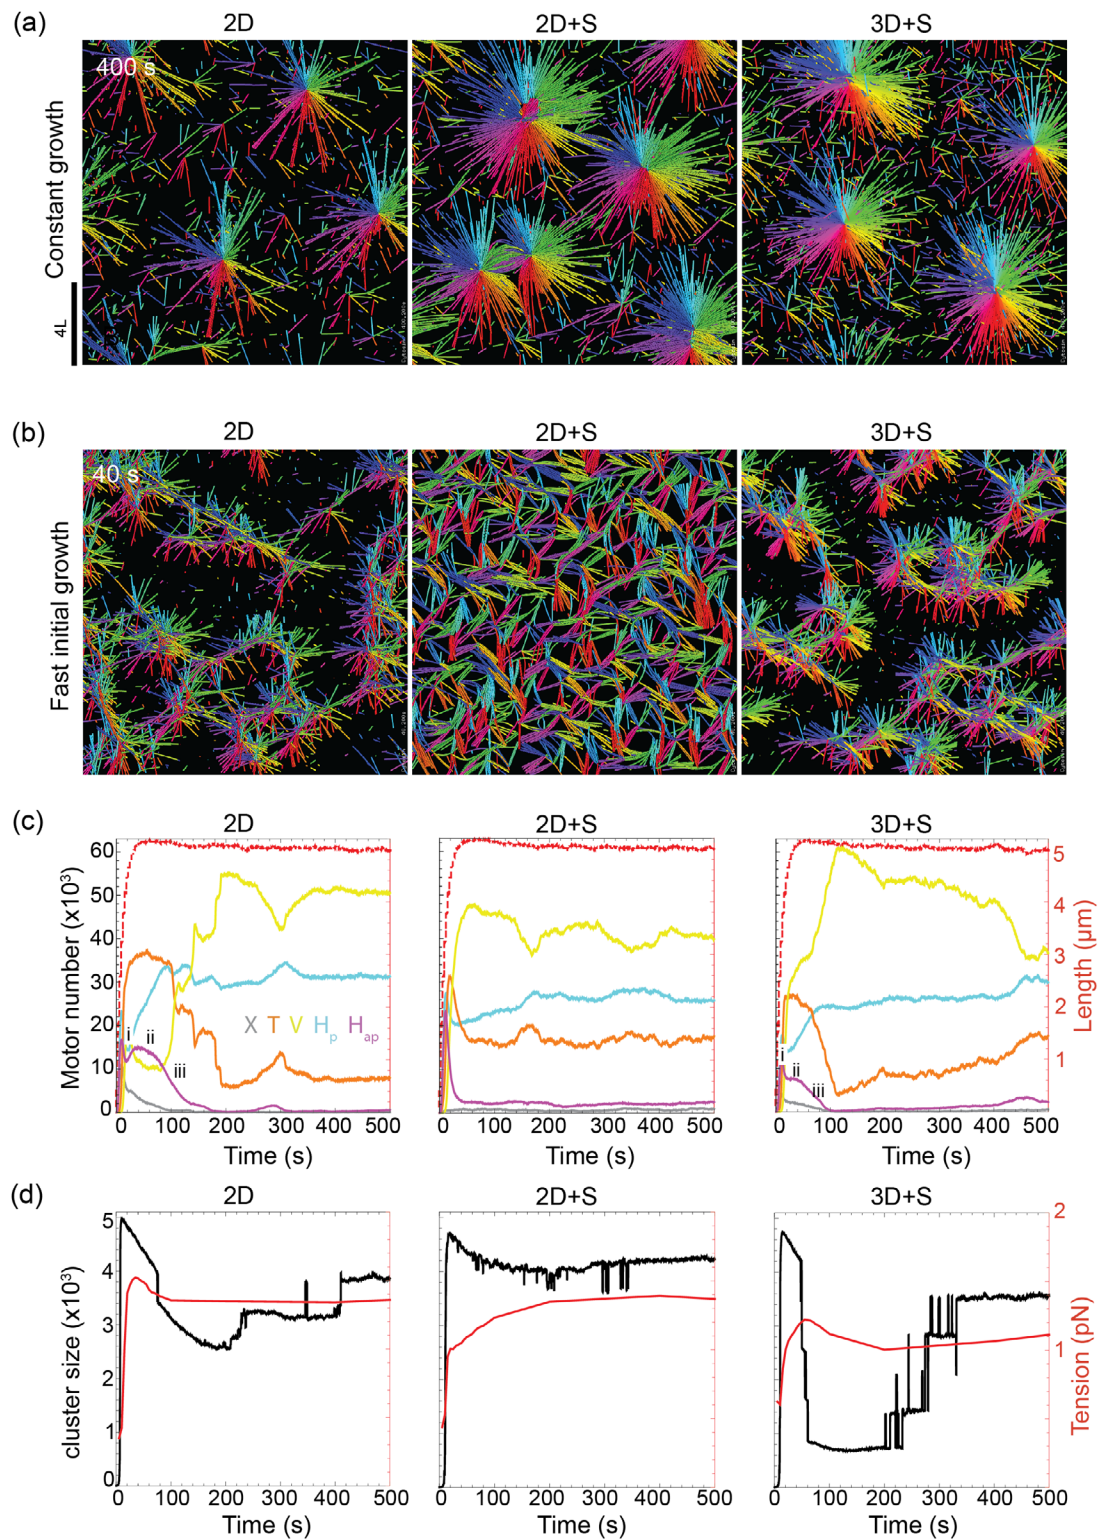 (a)
2D
2D+S
3D+S
400 s
Constant growth
4L
(b)
2D
2D+S
3D+S
40 s
Fast initial growth
(c)
2D
2D+S
3D+S
Motor number (x10³)
60
50
40
30
20
10
0
i
ii
iii
X T V Hp Hap
i
ii
iii
5
4
3
2
1
Length (μm)
0 100 200 300 400 500
0 100 200 300 400 500
0 100 200 300 400 500
Time (s)
Time (s)
Time (s)
(d)
2D
2D+S
3D+S
cluster size (x10³)
5
4
3
2
1
0
2
1
0
Tension (pN)
0 100 200 300 400 500
0 100 200 300 400 500
0 100 200 300 400 500
Time (s)
Time (s)
Time (s)